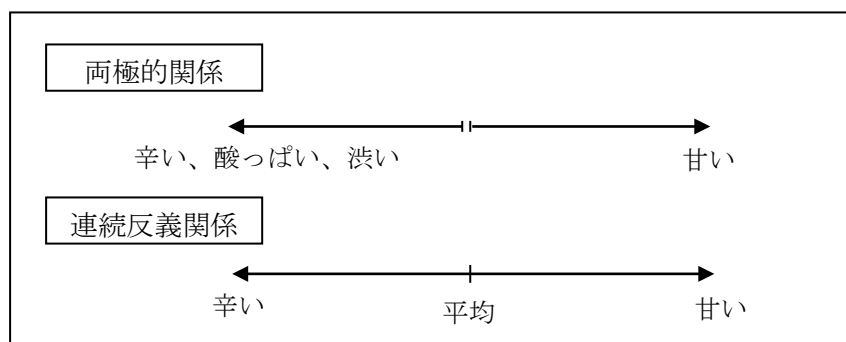 両極的関係
辛い、酸っぱい、渋い
甘い
連続反義関係
辛い
平均
甘い